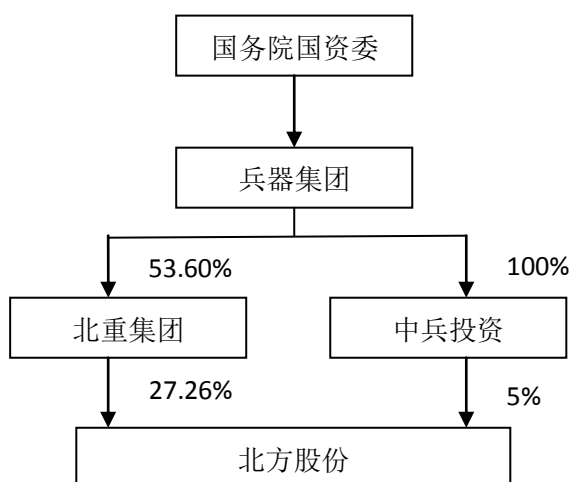 国务院国资委
兵器集团
53.60%
100%
北重集团
中兵投资
27.26%
5%
北方股份